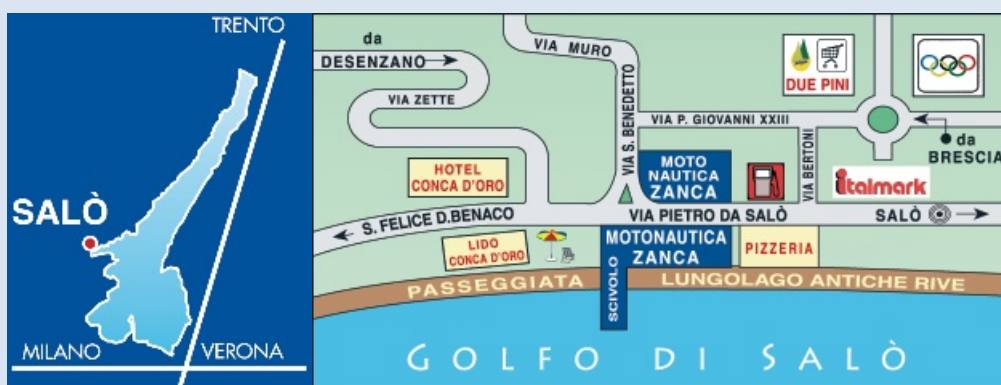 TRENTO
SALÒ
MILANO
VERONA
da
DESENZANO
VIA ZETTE
VIA MURO
VIA S. BENEDETTO
DUE PINI
VIA P. GIOVANNI XXIII
da
BRESCIA
VIA BERTONI
italmark
HOTEL
CONCA D'ORO
MOTO
NAUTICA
ZANCA
S. FELICE D.BENACO
VIA PIETRO DA SALÒ
SALÒ
LIDO
CONCA D'ORO
MOTONAUTICA
ZANCA
SCIVOLO
PIZZERIA
PASSEGGIATA
LUNGOLAGO ANTICHE RIVE
GOLFO DI SALÒ